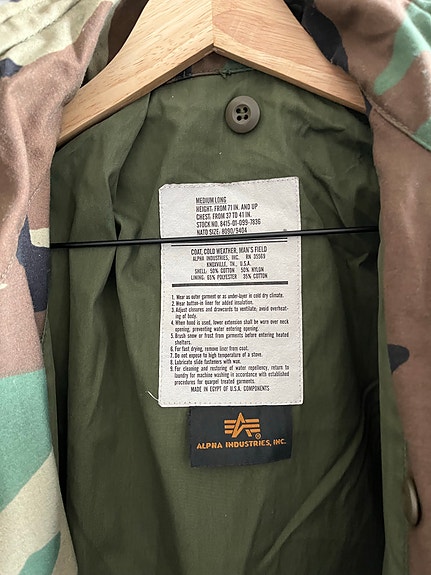 MEDIUM LONG
HEIGHT: FROM 71 IN. AND UP
CHEST: FROM 37 TO 41 IN.
STOCK NO. 8415-01-099-7836
NATO SIZE: 8090/9404
COAT, COLD WEATHER, MAN'S FIELD
ALPHA INDUSTRIES, INC. RN 35569
KNOXVILLE, TN., U.S.A.
SHELL: 50% COTTON 50% NYLON
LINING: 65% POLYESTER 35% COTTON
1. Wear as outer garment or as under-layer in cold dry climate.
2. Wear button-in liner for added insulation.
3. Adjust closures and drawcords to ventilate; avoid overheat-
ing of body.
4. When hood is used, lower extension shall be worn over neck
opening, preventing water entering opening.
5. Brush snow or frost from garments before entering heated
shelters.
6. For fast drying, remove liner from coat.
7. Do not expose to high temperature of a stove.
8. Lubricate slide fasteners with wax.
9. For cleaning and restoring of water repellency, return to
laundry for machine washing in accordance with established
procedures for quarpel treated garments.
MADE IN EGYPT OF U.S.A. COMPONENTS
ALPHA INDUSTRIES, INC.